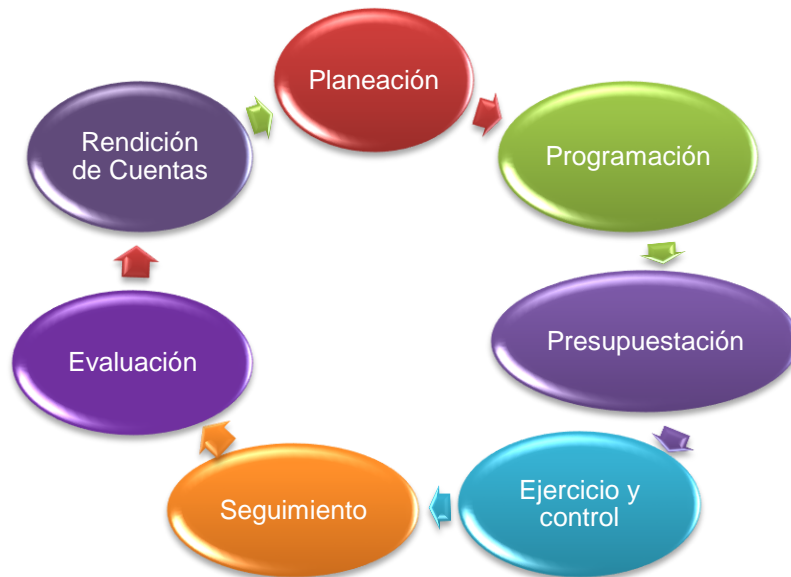 Planeación
Programación
Presupuestación
Ejercicio y
control
Seguimiento
Evaluación
Rendición
de Cuentas